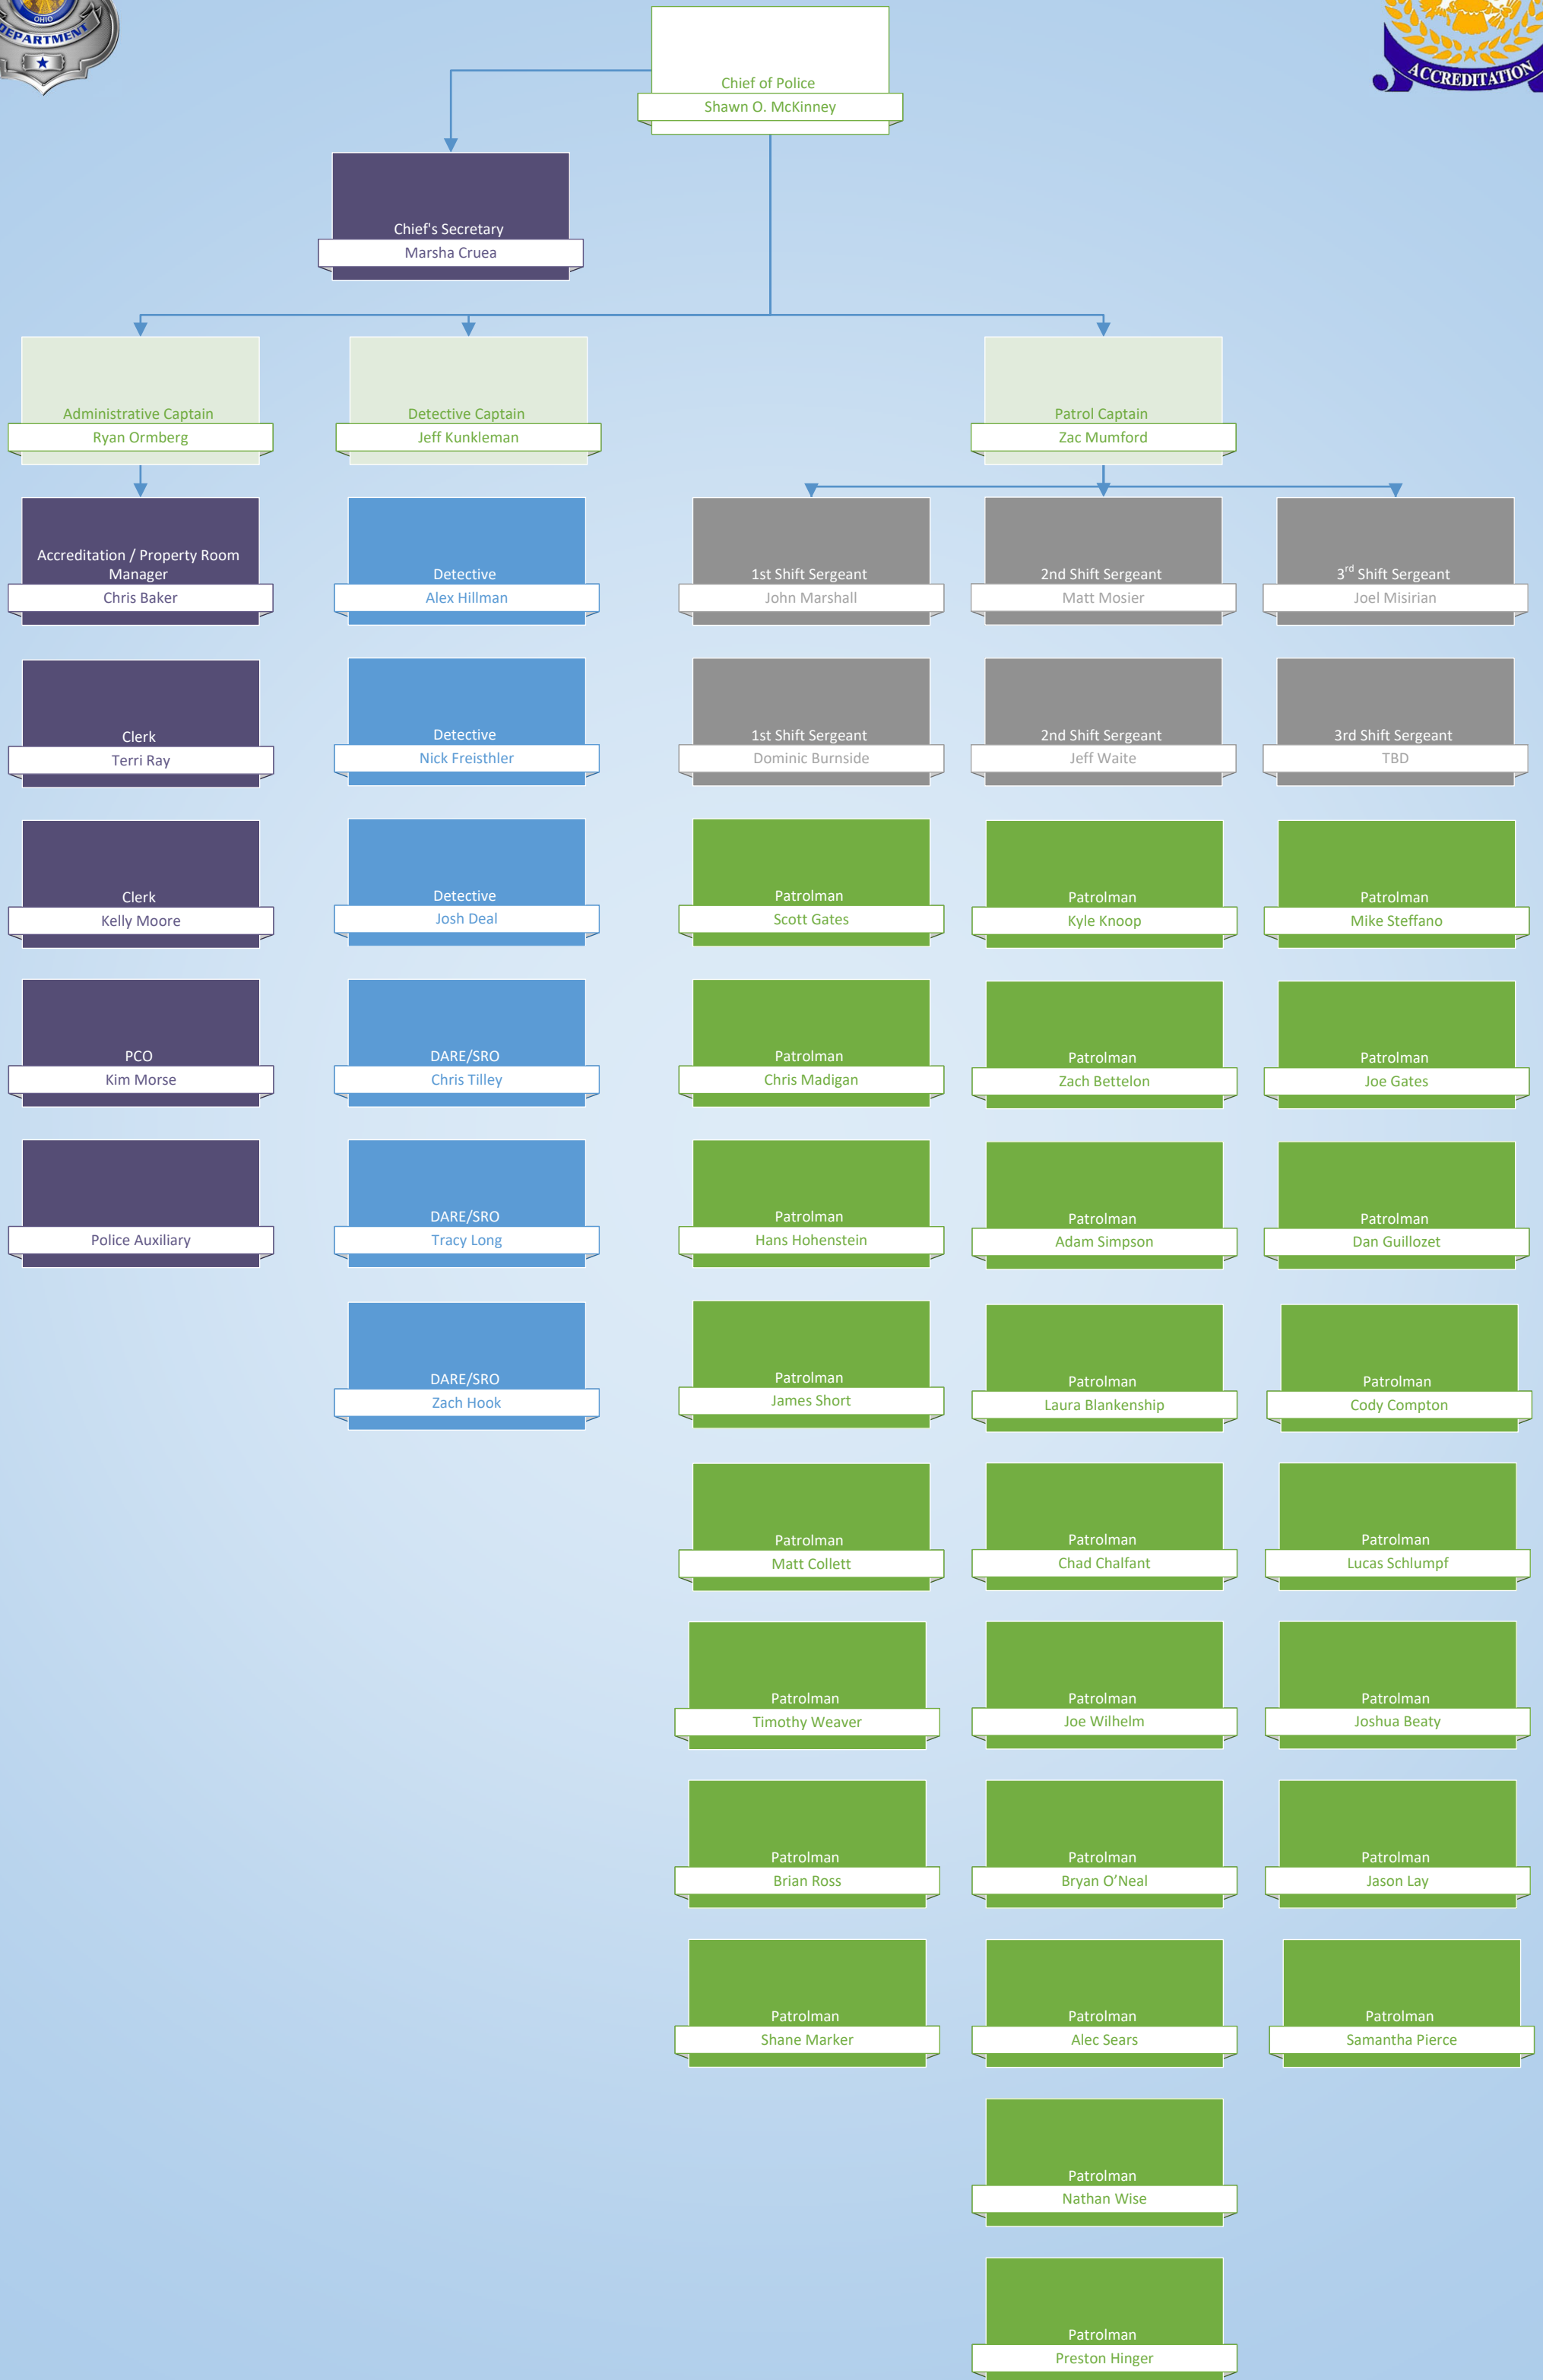 OHIO
DEPARTMENT
ACCREDITATION
Chief of Police
Shawn O. McKinney
Chief's Secretary
Marsha Cruea
Administrative Captain
Ryan Ormberg
Detective Captain
Jeff Kunkleman
Patrol Captain
Zac Mumford
Accreditation / Property Room
Manager
Chris Baker
Detective
Alex Hillman
1st Shift Sergeant
John Marshall
2nd Shift Sergeant
Matt Mosier
3rd Shift Sergeant
Joel Misirian
Clerk
Terri Ray
Detective
Nick Freisthler
1st Shift Sergeant
Dominic Burnside
2nd Shift Sergeant
Jeff Waite
3rd Shift Sergeant
TBD
Clerk
Kelly Moore
Detective
Josh Deal
Patrolman
Scott Gates
Patrolman
Kyle Knoop
Patrolman
Mike Steffano
PCO
Kim Morse
DARE/SRO
Chris Tilley
Patrolman
Chris Madigan
Patrolman
Zach Bettelon
Patrolman
Joe Gates
Police Auxiliary
DARE/SRO
Tracy Long
Patrolman
Hans Hohenstein
Patrolman
Adam Simpson
Patrolman
Dan Guillozet
DARE/SRO
Zach Hook
Patrolman
James Short
Patrolman
Laura Blankenship
Patrolman
Cody Compton
Patrolman
Matt Collett
Patrolman
Chad Chalfant
Patrolman
Lucas Schlumpf
Patrolman
Timothy Weaver
Patrolman
Joe Wilhelm
Patrolman
Joshua Beaty
Patrolman
Brian Ross
Patrolman
Bryan O’Neal
Patrolman
Jason Lay
Patrolman
Shane Marker
Patrolman
Alec Sears
Patrolman
Samantha Pierce
Patrolman
Nathan Wise
Patrolman
Preston Hinger